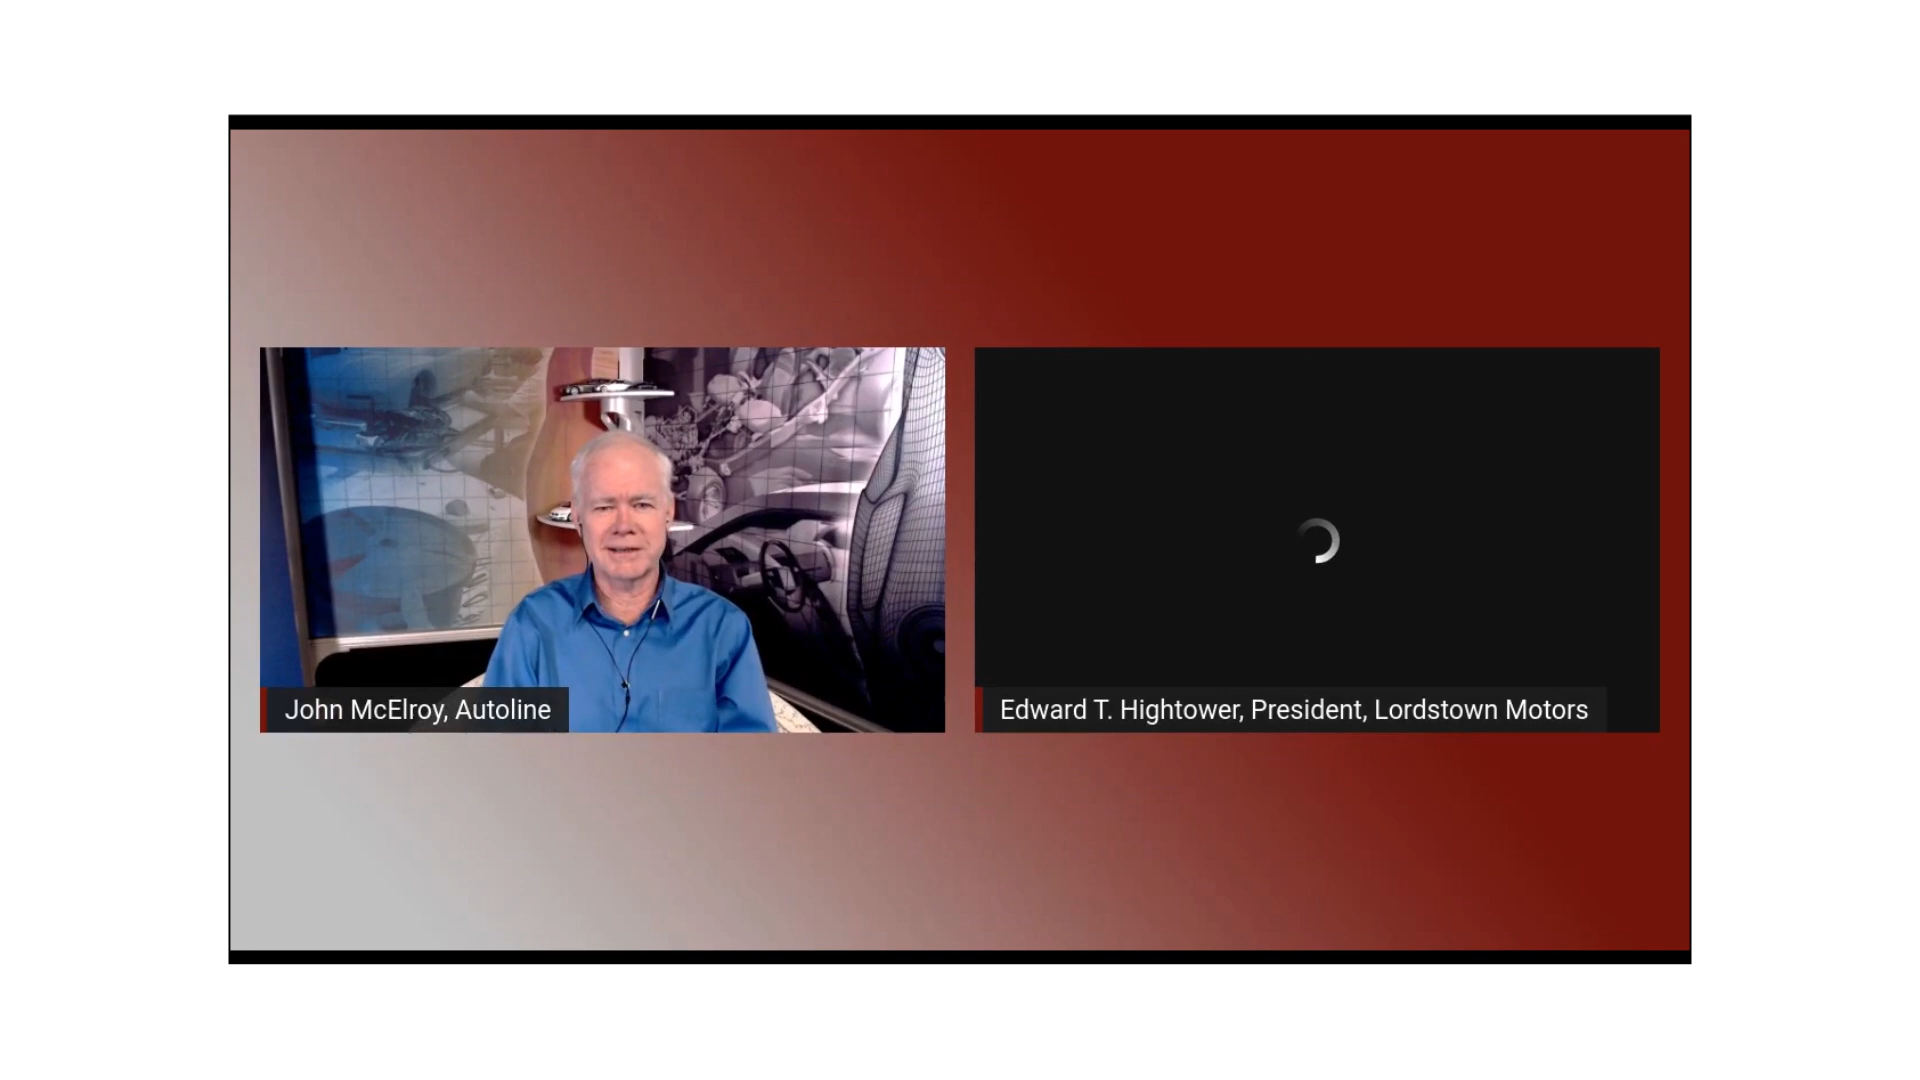 John McElroy, Autoline
Edward T. Hightower, President, Lordstown Motors